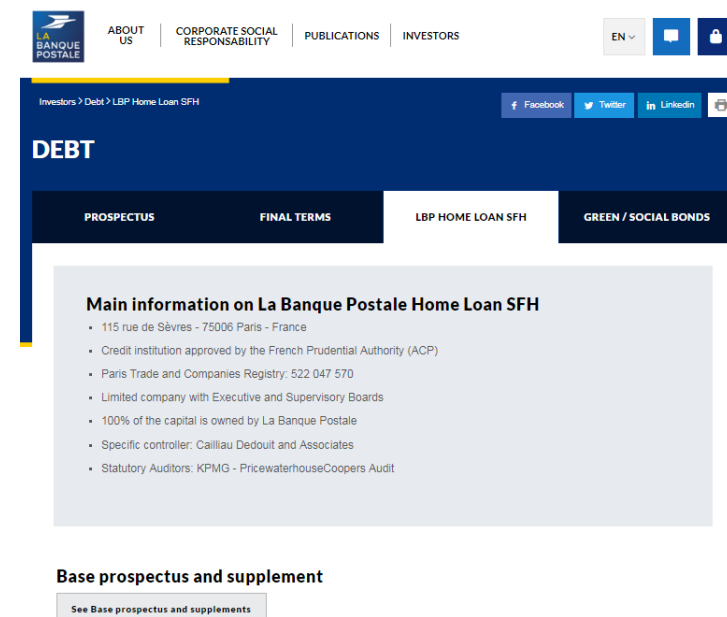 LA
BANQUE
POSTALE
ABOUT
US
CORPORATE SOCIAL
RESPONSABILITY
PUBLICATIONS
INVESTORS
EN
Investors > Debt > LBP Home Loan SFH
Facebook
Twitter
in Linkedin
DEBT
PROSPECTUS
FINAL TERMS
LBP HOME LOAN SFH
GREEN / SOCIAL BONDS
Main information on La Banque Postale Home Loan SFH
115 rue de Sèvres - 75006 Paris - France
Credit institution approved by the French Prudential Authority (ACP)
Paris Trade and Companies Registry: 522 047 570
Limited company with Executive and Supervisory Boards
100% of the capital is owned by La Banque Postale
Specific controller: Cailliau Dedouit and Associates
Statutory Auditors: KPMG - PricewaterhouseCoopers Audit
Base prospectus and supplement
See Base prospectus and supplements